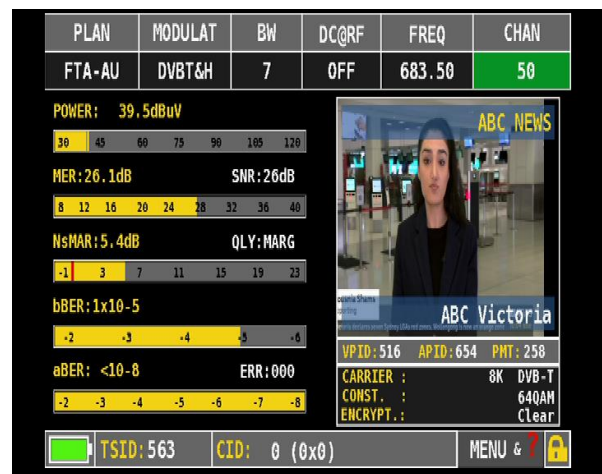 PLAN MODULAT BW DC@RF FREQ CHAN
FTA-AU DVBT&H 7 OFF 683.50 50
POWER: 39.5dBuV
30 45 60 75 90 105 120
MER:26.1dB SNR:26dB
8 12 16 20 24 28 32 36 40
NsMAR:5.4dB QLY:MARG
-1 3 7 11 15 19 23
bBER:1x10-5
-2 -3 -4 -5 -6
aBER: <10-8 ERR:000
-2 -3 -4 -5 -6 -7 -8
ABC NEWS
ABC Victoria
VPID:516 APID:654 PMT:258
CARRIER : 8K DVB-T
CONST. : 64QAM
ENCRYPT.: Clear
TSID:563 CID: 0 (0x0) MENU & ?